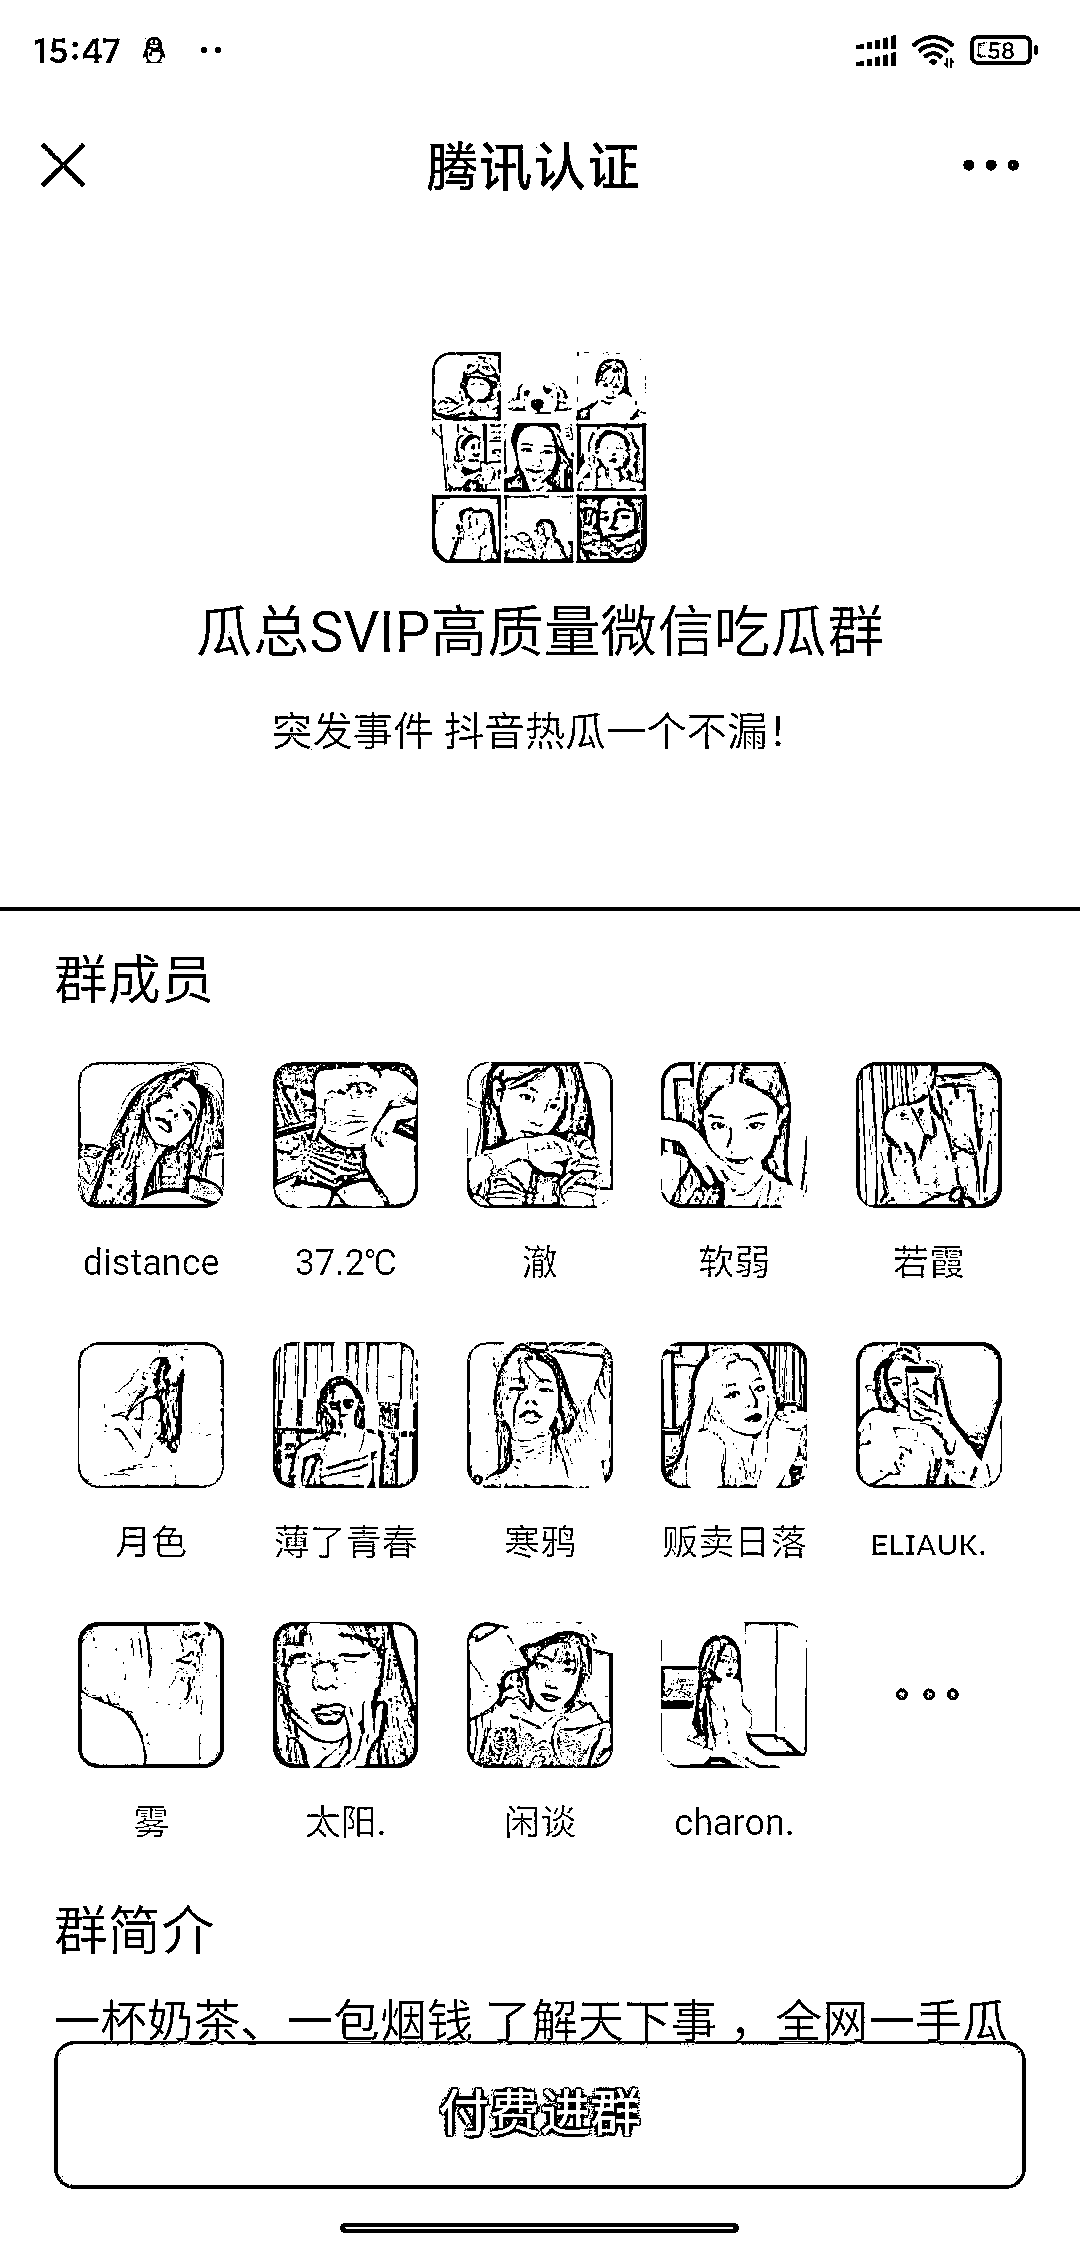 15:47
58
腾讯认证
瓜总SVIP高质量微信吃瓜群
突发事件 抖音热瓜一个不漏!
群成员
distance 37.2℃ 澈 软弱 若霞
月色 薄了青春 寒鸦 贩卖日落 ELIAUK.
雾 太阳. 闲谈 charon.
群简介
一杯奶茶、一包烟钱 了解天下事，全网一手瓜
付费进群